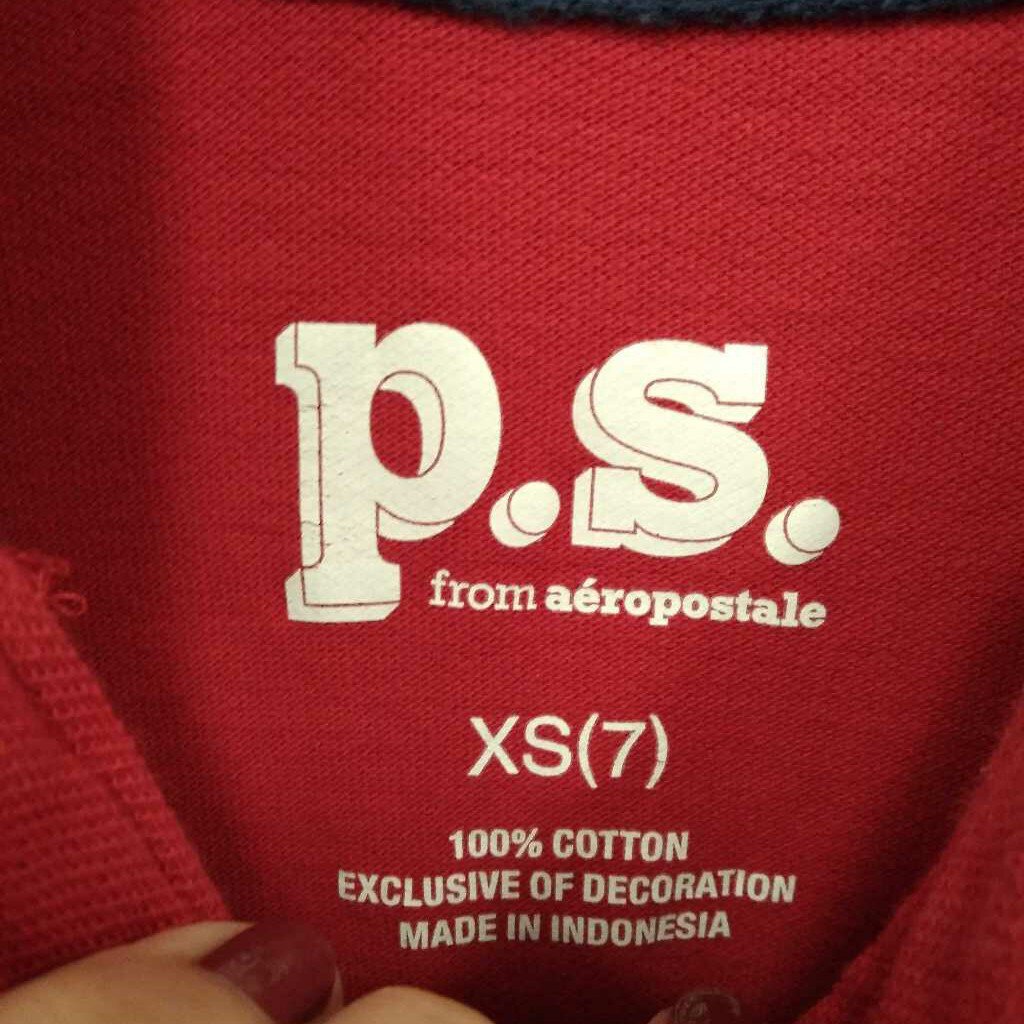 p.s.
from aéropostale
XS(7)
100% COTTON
EXCLUSIVE OF DECORATION
MADE IN INDONESIA